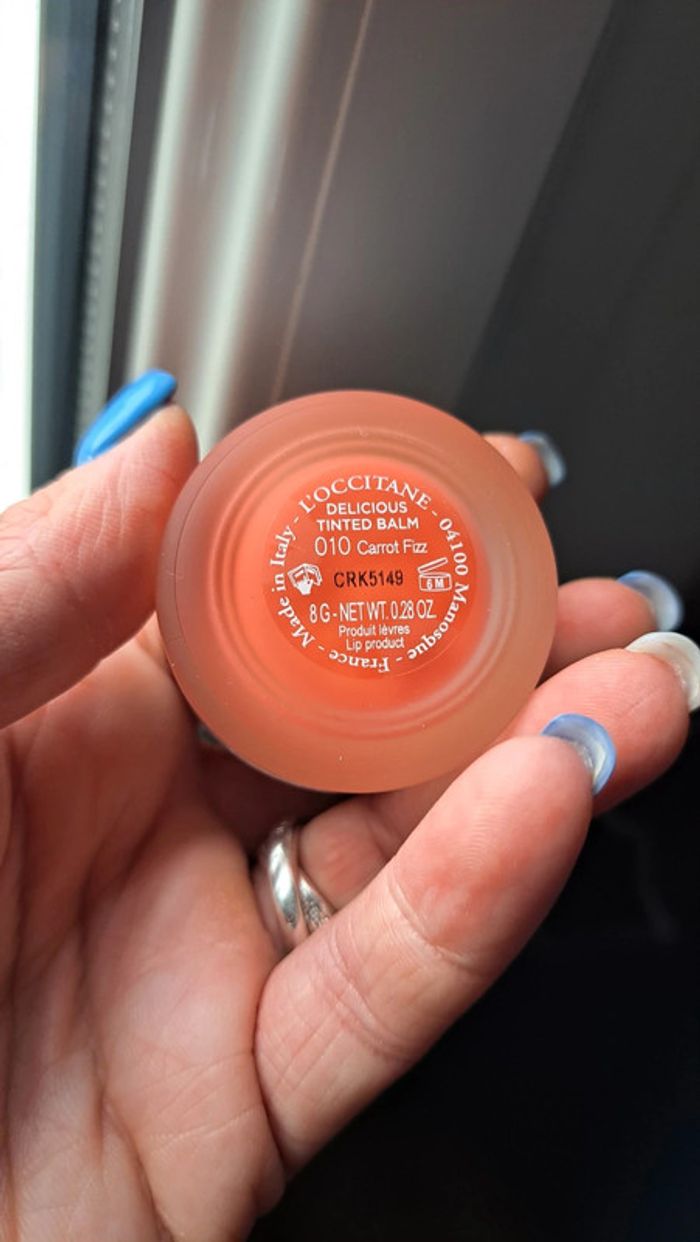 L'OCCITANE - 04100 Manosque - France - Made in Italy -
DELICIOUS
TINTED BALM
010 Carrot Fizz
CRK5149
6 M
8 G - NET WT. 0.28 OZ.
Produit lèvres
Lip product